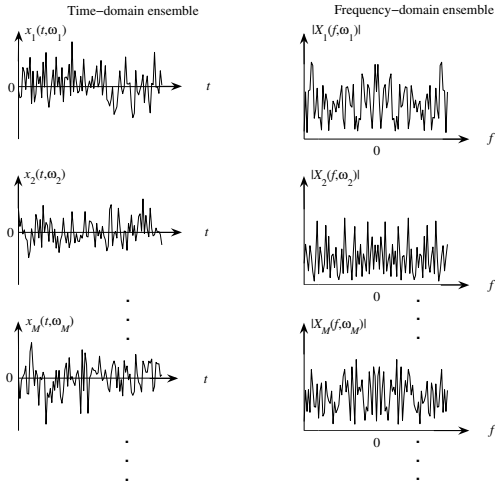 Time–domain ensemble
Frequency–domain ensemble
x1(t,ω1)
0
t
|X1(f,ω1)|
0
f
x2(t,ω2)
0
t
|X2(f,ω2)|
0
f
xM(t,ωM)
0
t
|XM(f,ωM)|
0
f